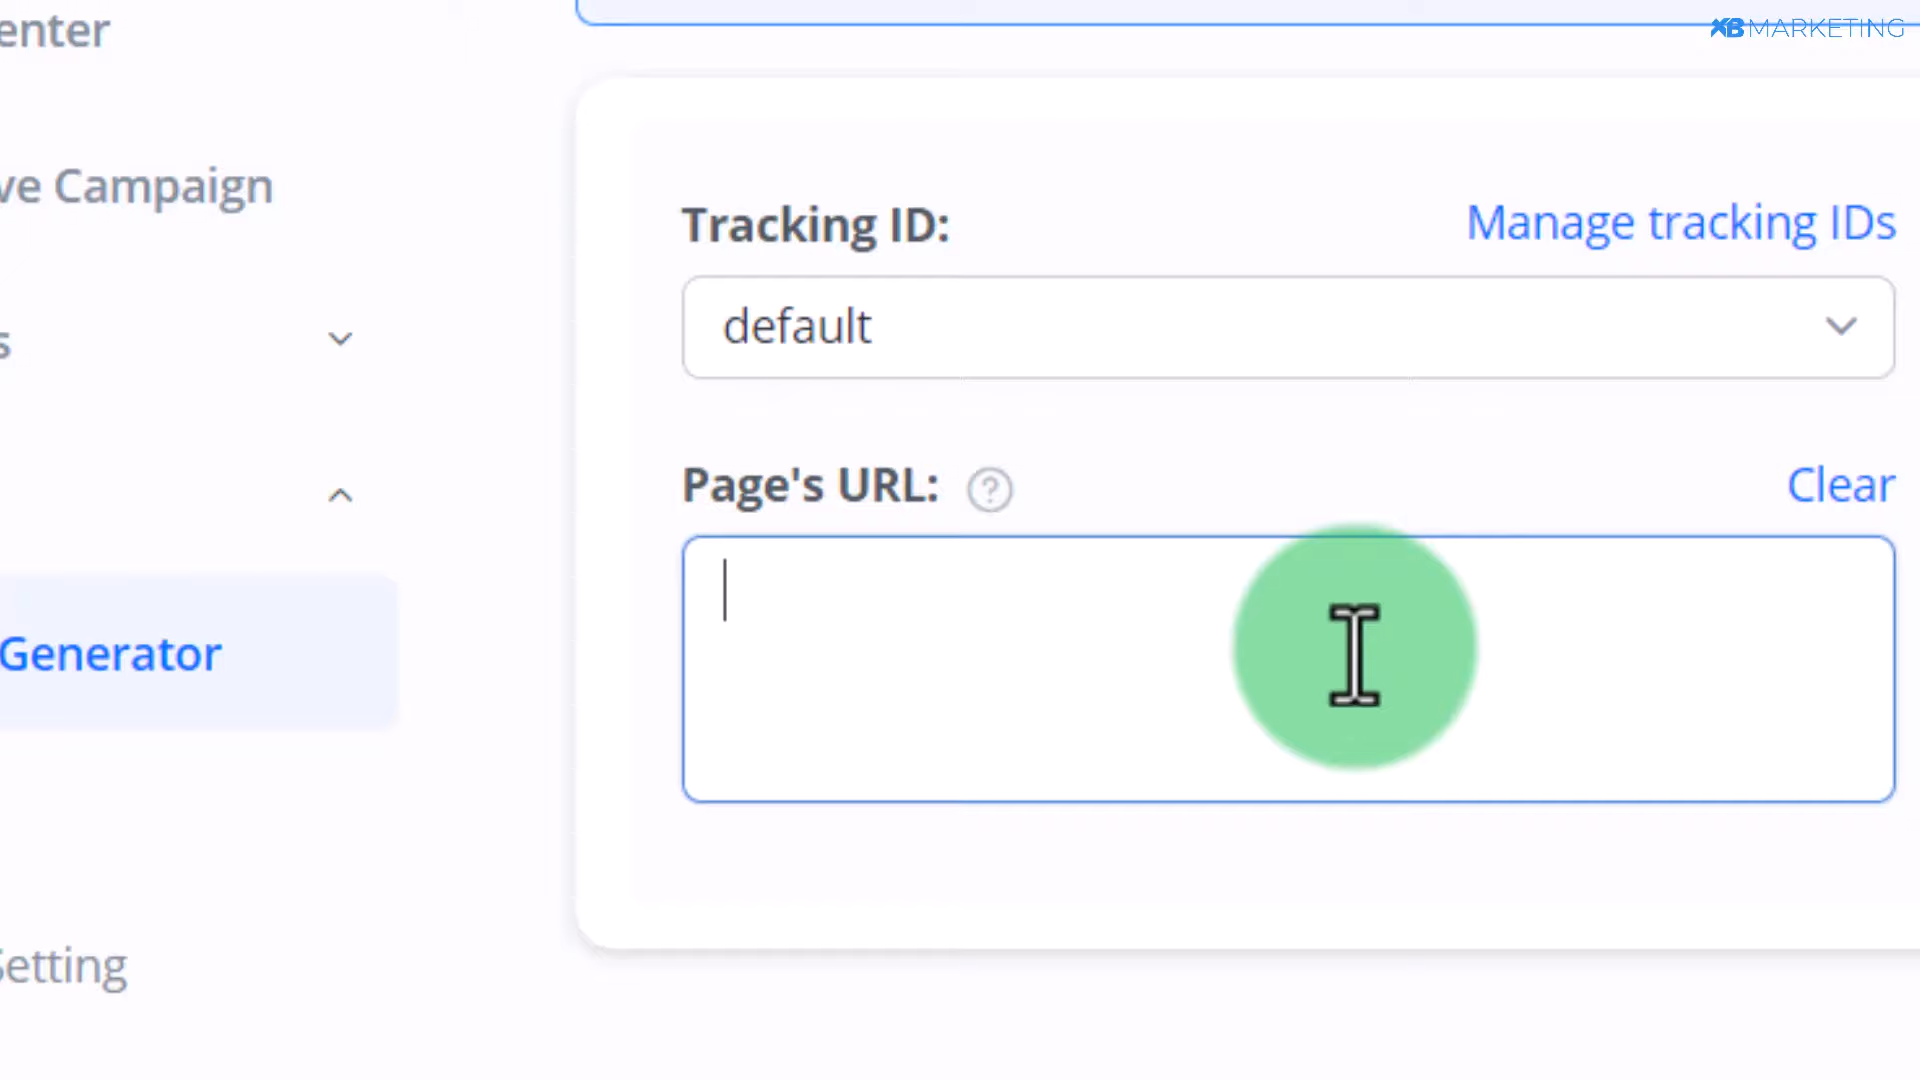 enter
XB MARKETING
ve Campaign
Tracking ID:
Manage tracking IDs
default
s
Page's URL: ?
Clear
Generator
Setting